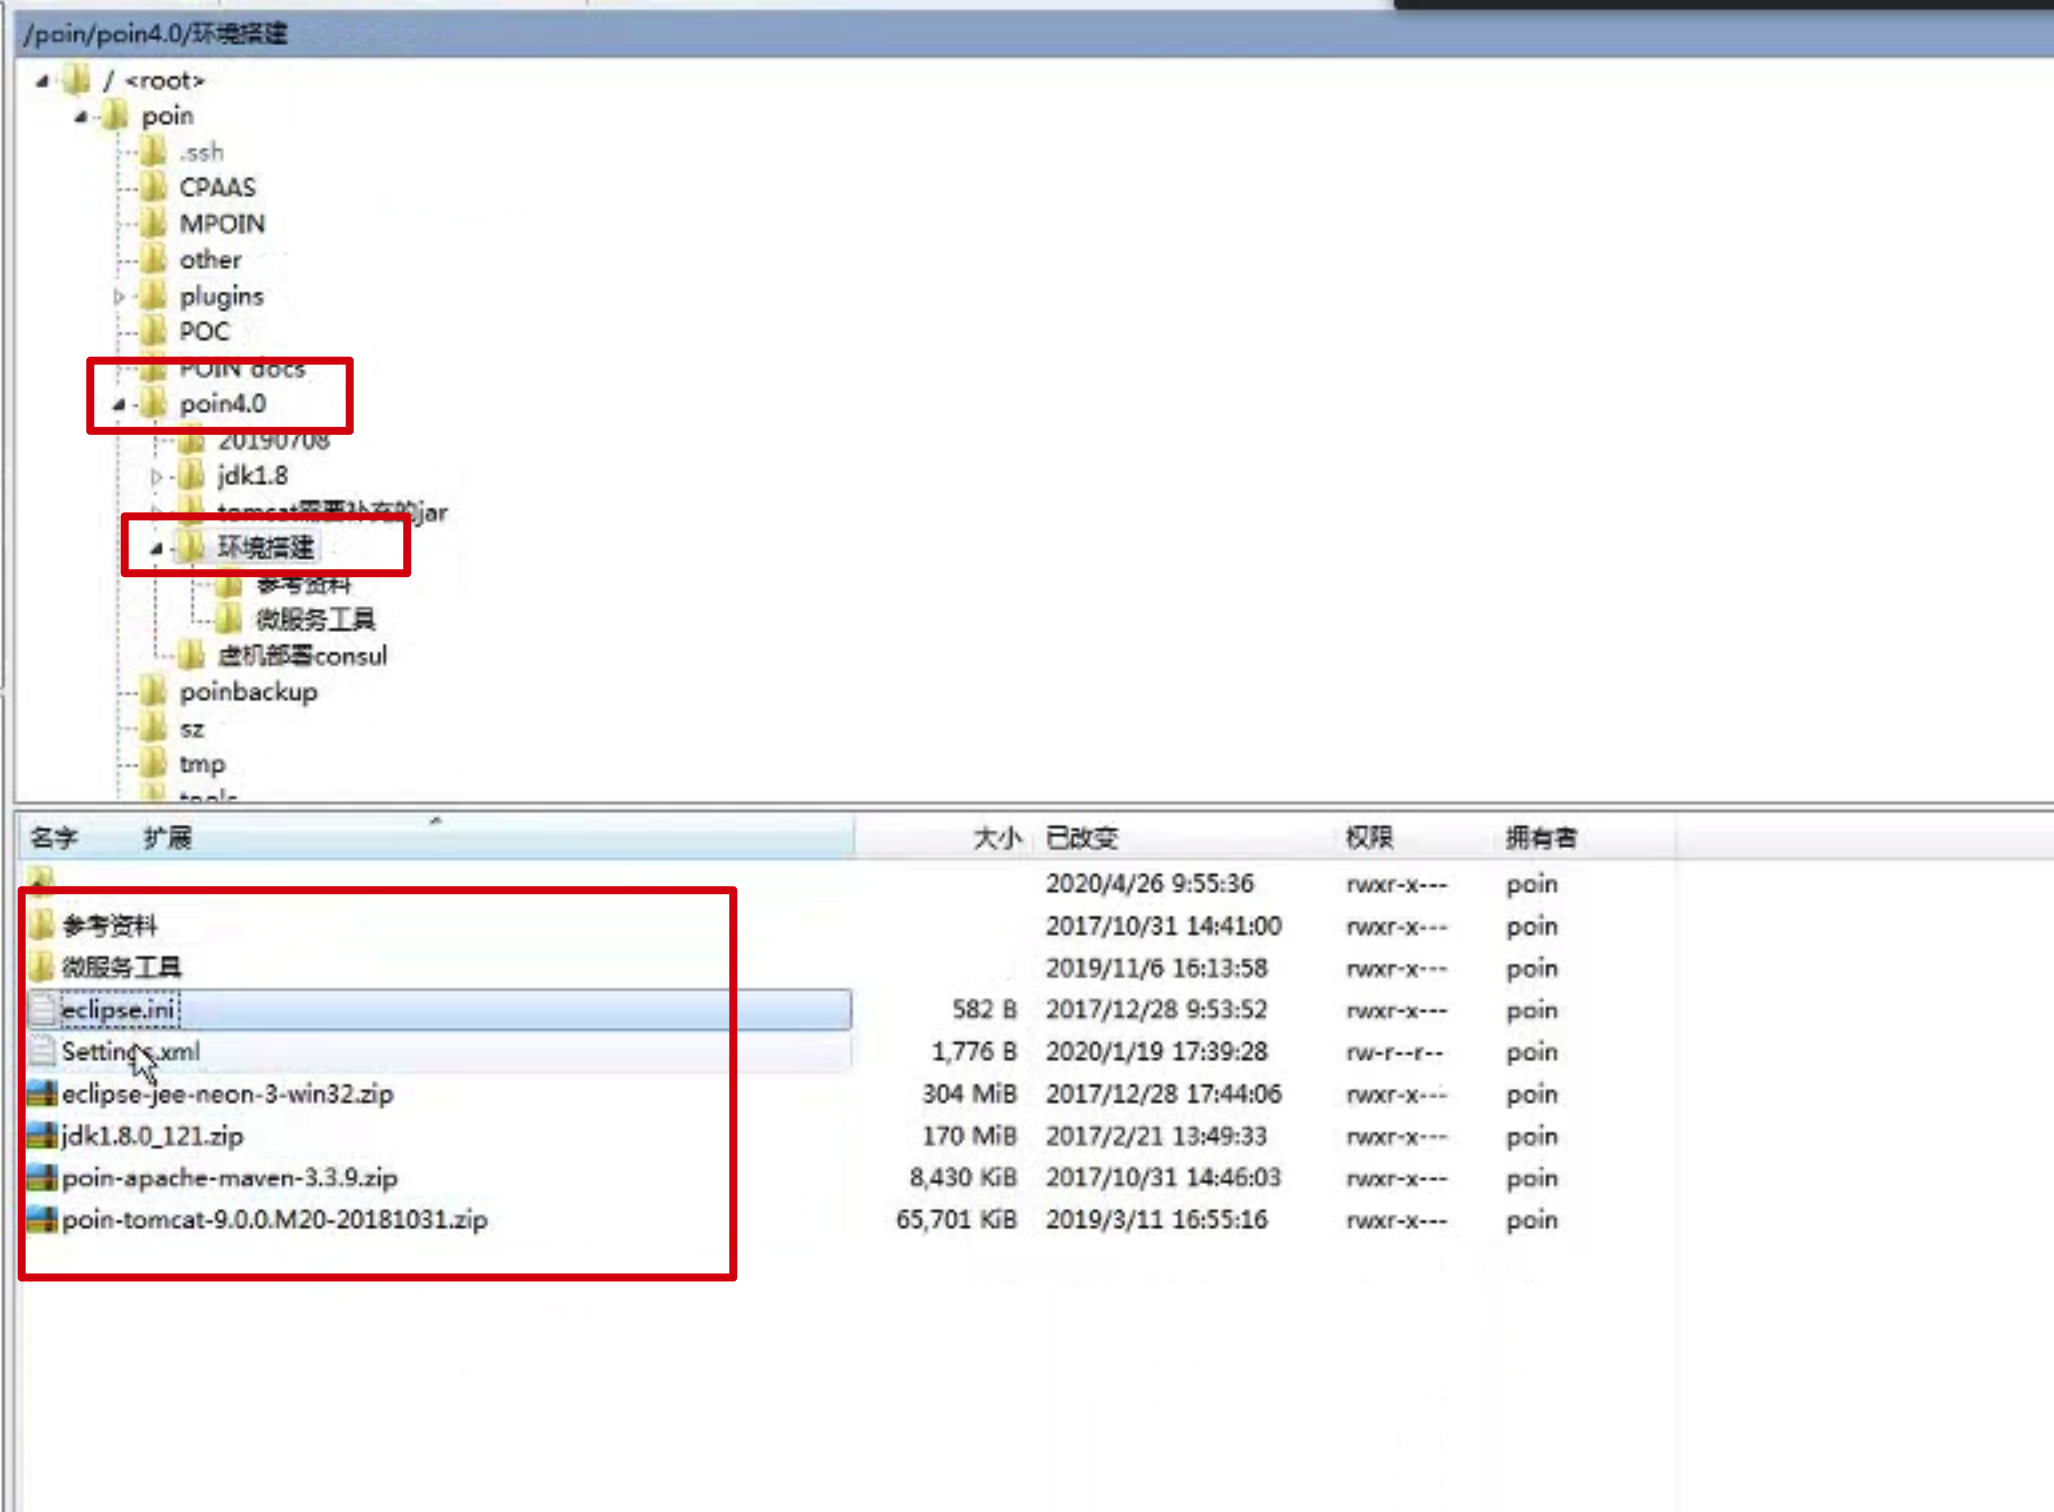 /poin/poin4.0/环境搭建
/ <root>
poin
.ssh
CPAAS
MPOIN
other
plugins
POC
POIN docs
poin4.0
20190708
jdk1.8
tomcat需要补充的jar
环境搭建
参考资料
微服务工具
虚机部署consul
poinbackup
sz
tmp
tools
名字 扩展 大小 已改变 权限 拥有者
2020/4/26 9:55:36 rwxr-x--- poin
参考资料 2017/10/31 14:41:00 rwxr-x--- poin
微服务工具 2019/11/6 16:13:58 rwxr-x--- poin
eclipse.ini 582 B 2017/12/28 9:53:52 rwxr-x--- poin
Settings.xml 1,776 B 2020/1/19 17:39:28 rw-r--r-- poin
eclipse-jee-neon-3-win32.zip 304 MiB 2017/12/28 17:44:06 rwxr-x--- poin
jdk1.8.0_121.zip 170 MiB 2017/2/21 13:49:33 rwxr-x--- poin
poin-apache-maven-3.3.9.zip 8,430 KiB 2017/10/31 14:46:03 rwxr-x--- poin
poin-tomcat-9.0.0.M20-20181031.zip 65,701 KiB 2019/3/11 16:55:16 rwxr-x--- poin